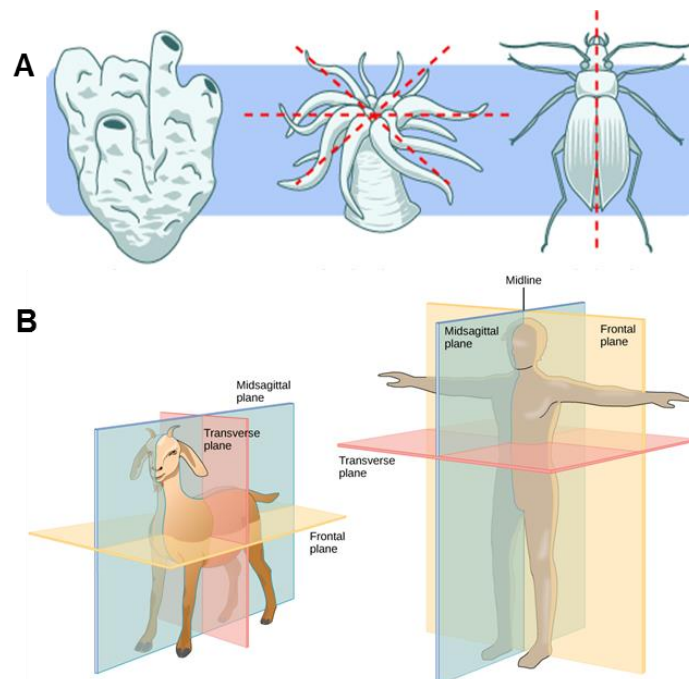 A
B
Midsagittal
plane
Transverse
plane
Frontal
plane
Midline
Midsagittal
plane
Frontal
plane
Transverse
plane